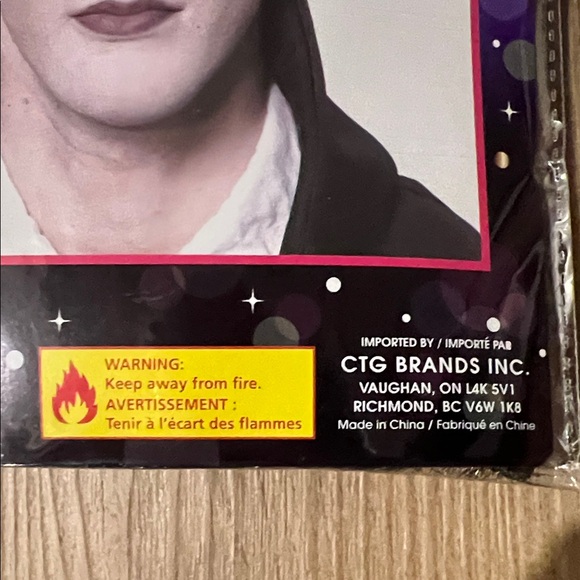 WARNING:
Keep away from fire.
AVERTISSEMENT :
Tenir à l'écart des flammes
IMPORTED BY / IMPORTÉ PAR
CTG BRANDS INC.
VAUGHAN, ON L4K 5V1
RICHMOND, BC V6W 1K8
Made in China / Fabriqué en Chine